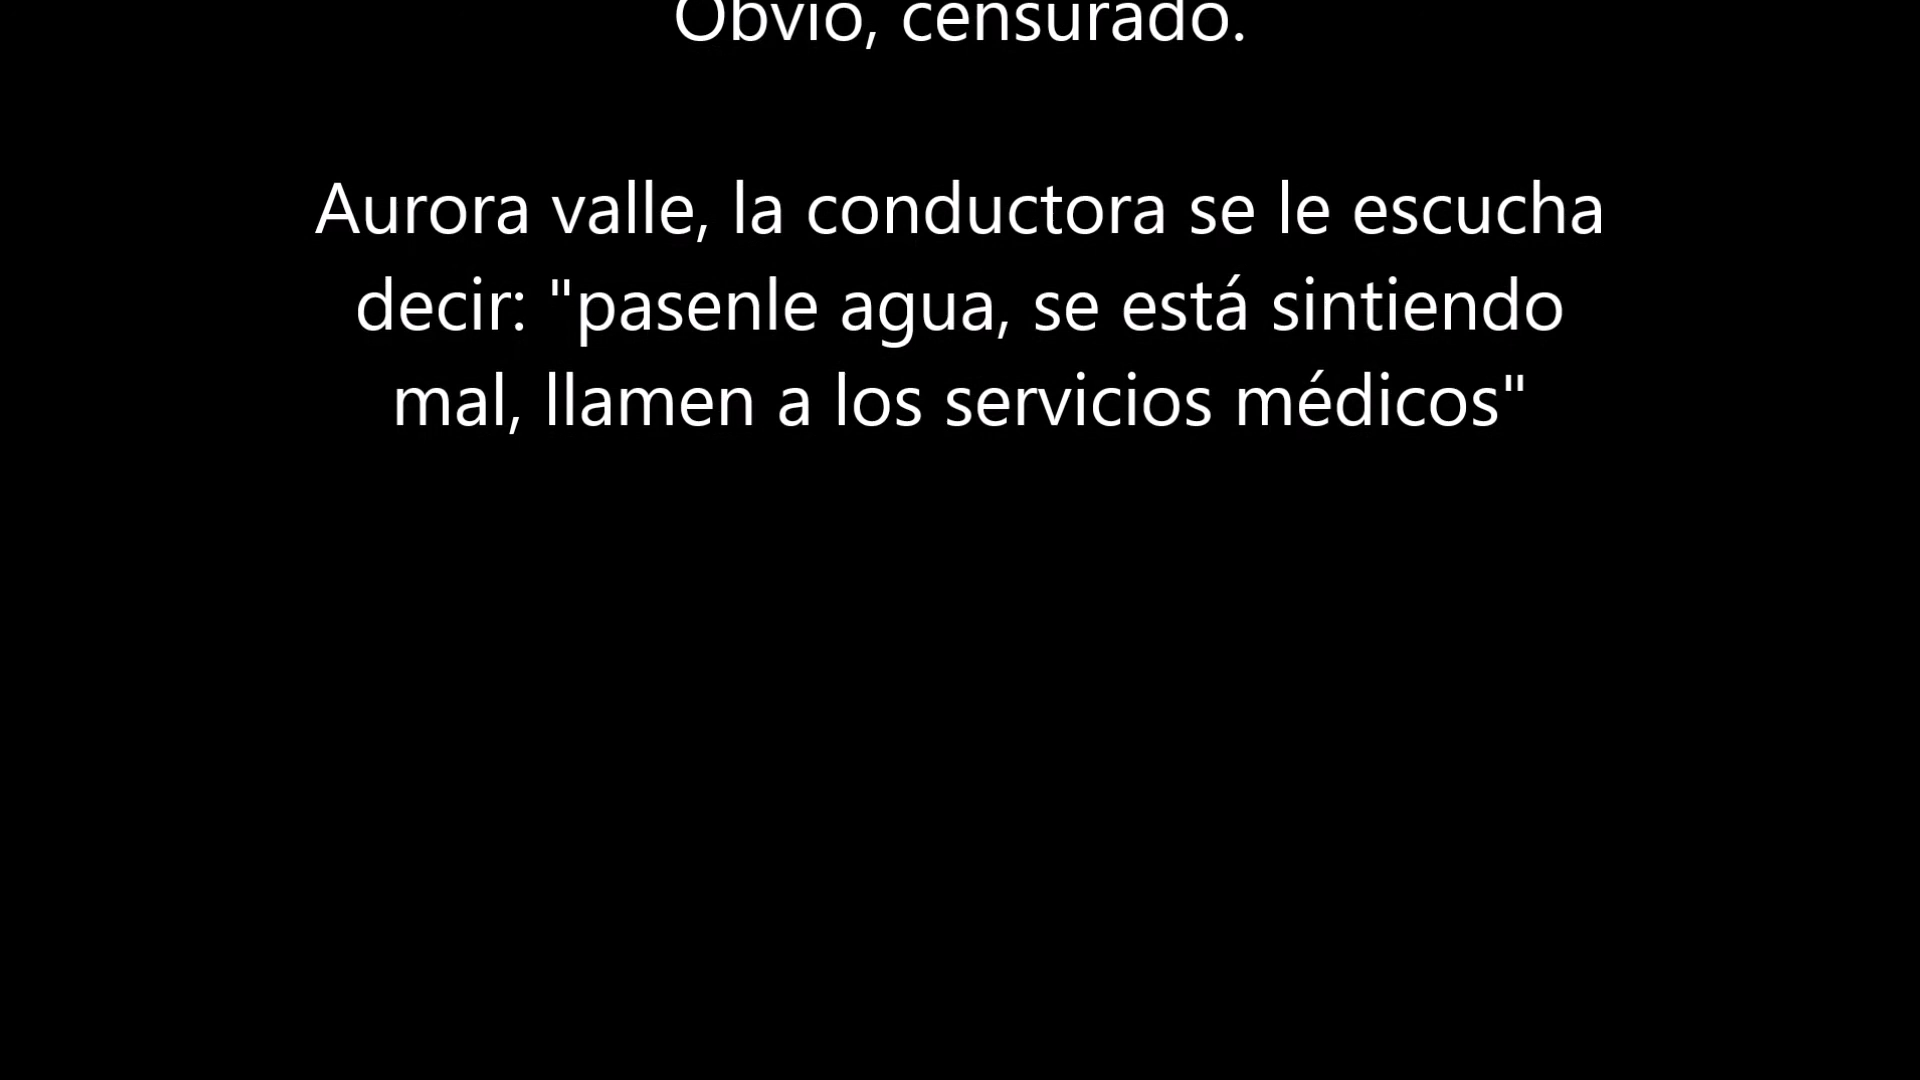 Obvio, censurado.
Aurora valle, la conductora se le escucha
decir: "pasenle agua, se está sintiendo
mal, llamen a los servicios médicos"